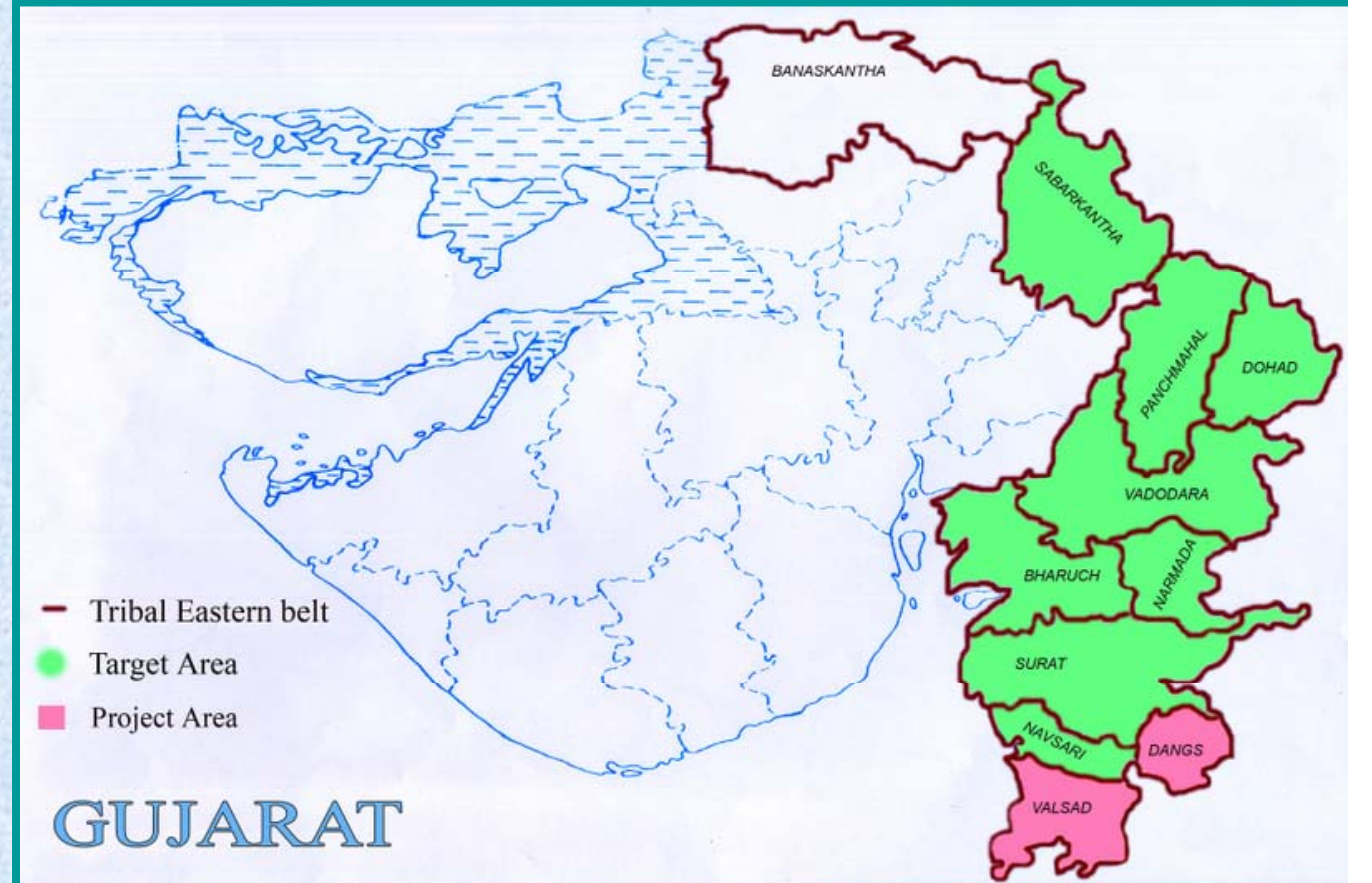 BANASKANTHA
SABARKANTHA
PANCHMAHAL
DOHAD
VADODARA
BHARUCH
NARMADA
SURAT
NAVSARI
DANGS
VALSAD
Tribal Eastern belt
Target Area
Project Area
GUJARAT